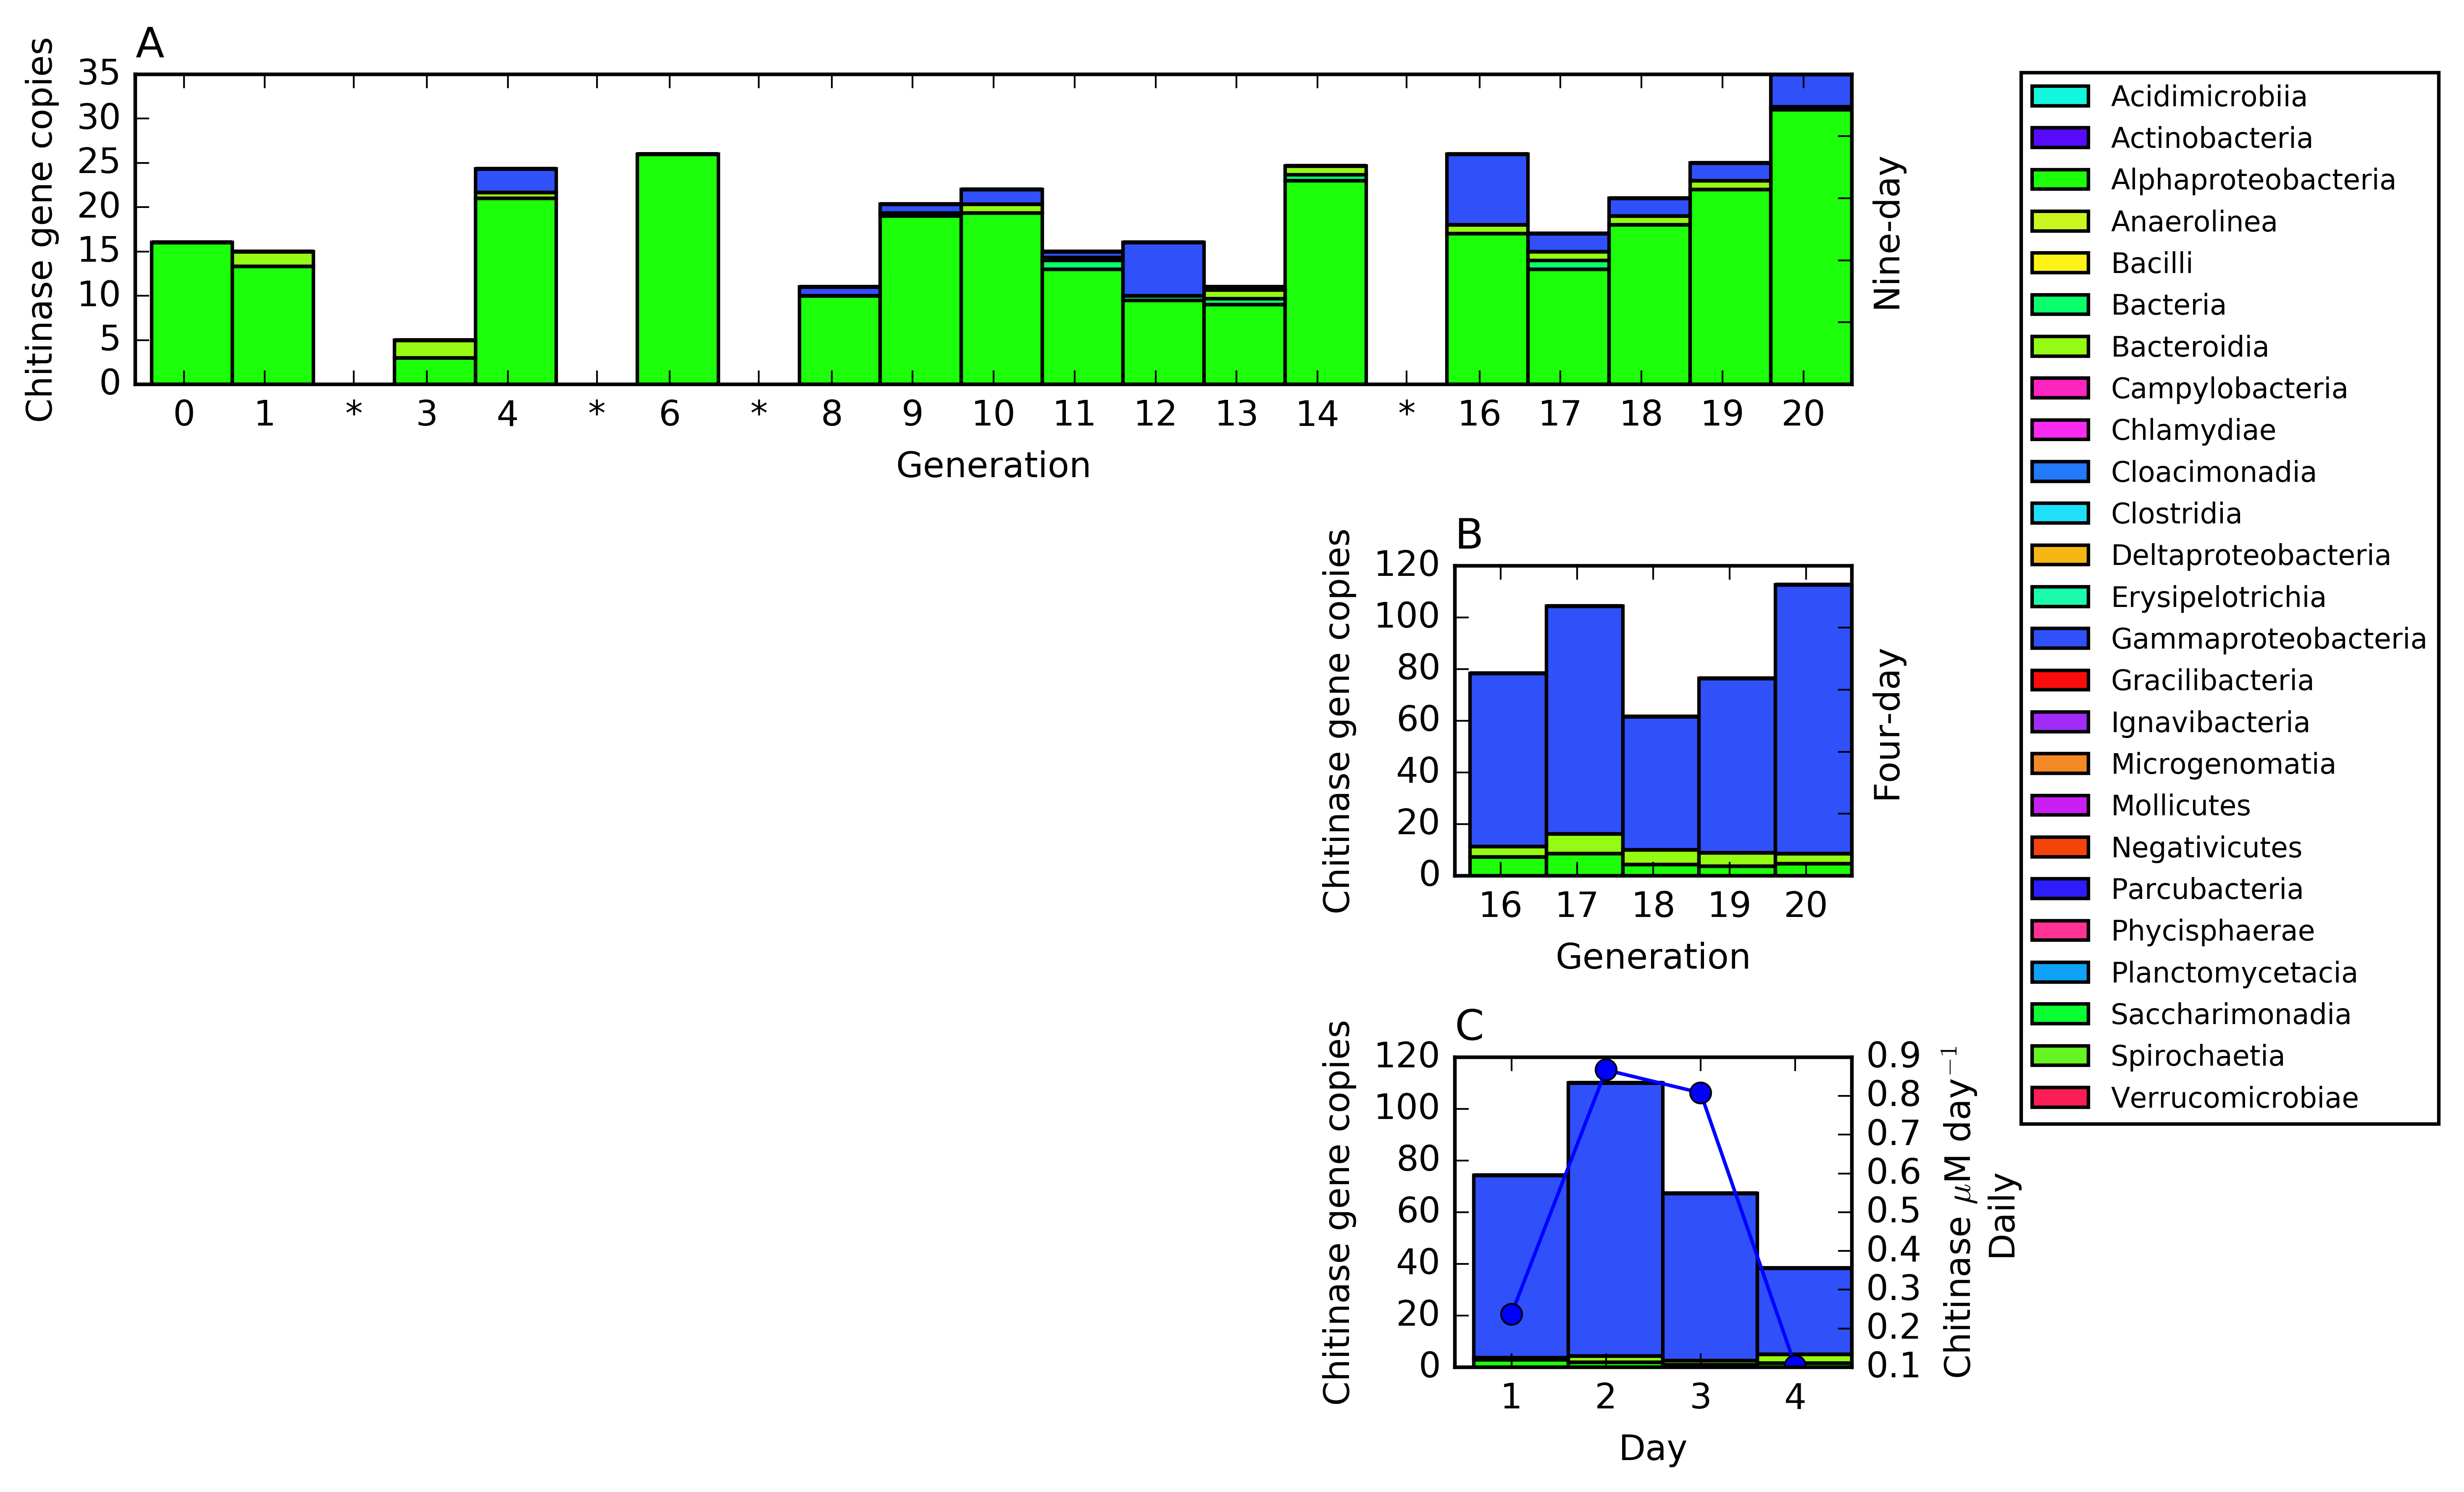 A
Chitinase gene copies
35
30
25
20
15
10
5
0
0 1 * 3 4 * 6 * 8 9 10 11 12 13 14 * 16 17 18 19 20
Generation
Nine-day
B
Chitinase gene copies
120
100
80
60
40
20
0
16 17 18 19 20
Generation
Four-day
C
Chitinase gene copies
120
100
80
60
40
20
0
1 2 3 4
Day
0.9
0.8
0.7
0.6
0.5
0.4
0.3
0.2
0.1
Chitinase μM day⁻¹
Daily
Acidimicrobiia
Actinobacteria
Alphaproteobacteria
Anaerolinea
Bacilli
Bacteria
Bacteroidia
Campylobacteria
Chlamydiae
Cloacimonadia
Clostridia
Deltaproteobacteria
Erysipelotrichia
Gammaproteobacteria
Gracilibacteria
Ignavibacteria
Microgenomatia
Mollicutes
Negativicutes
Parcubacteria
Phycisphaerae
Planctomycetacia
Saccharimonadia
Spirochaetia
Verrucomicrobiae